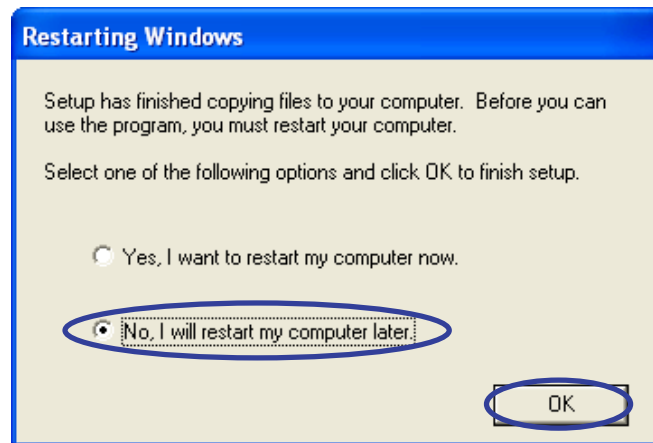 Restarting Windows
Setup has finished copying files to your computer.  Before you can
use the program, you must restart your computer.
Select one of the following options and click OK to finish setup.
Yes, I want to restart my computer now.
No, I will restart my computer later.
OK